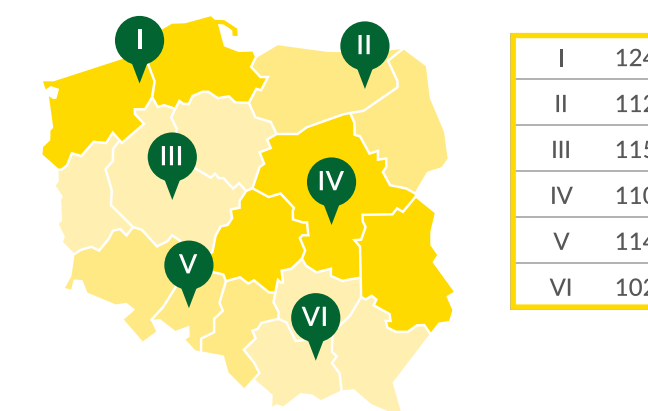 I
II
III
IV
V
VI
I 124
II 112
III 115
IV 110
V 114
VI 102